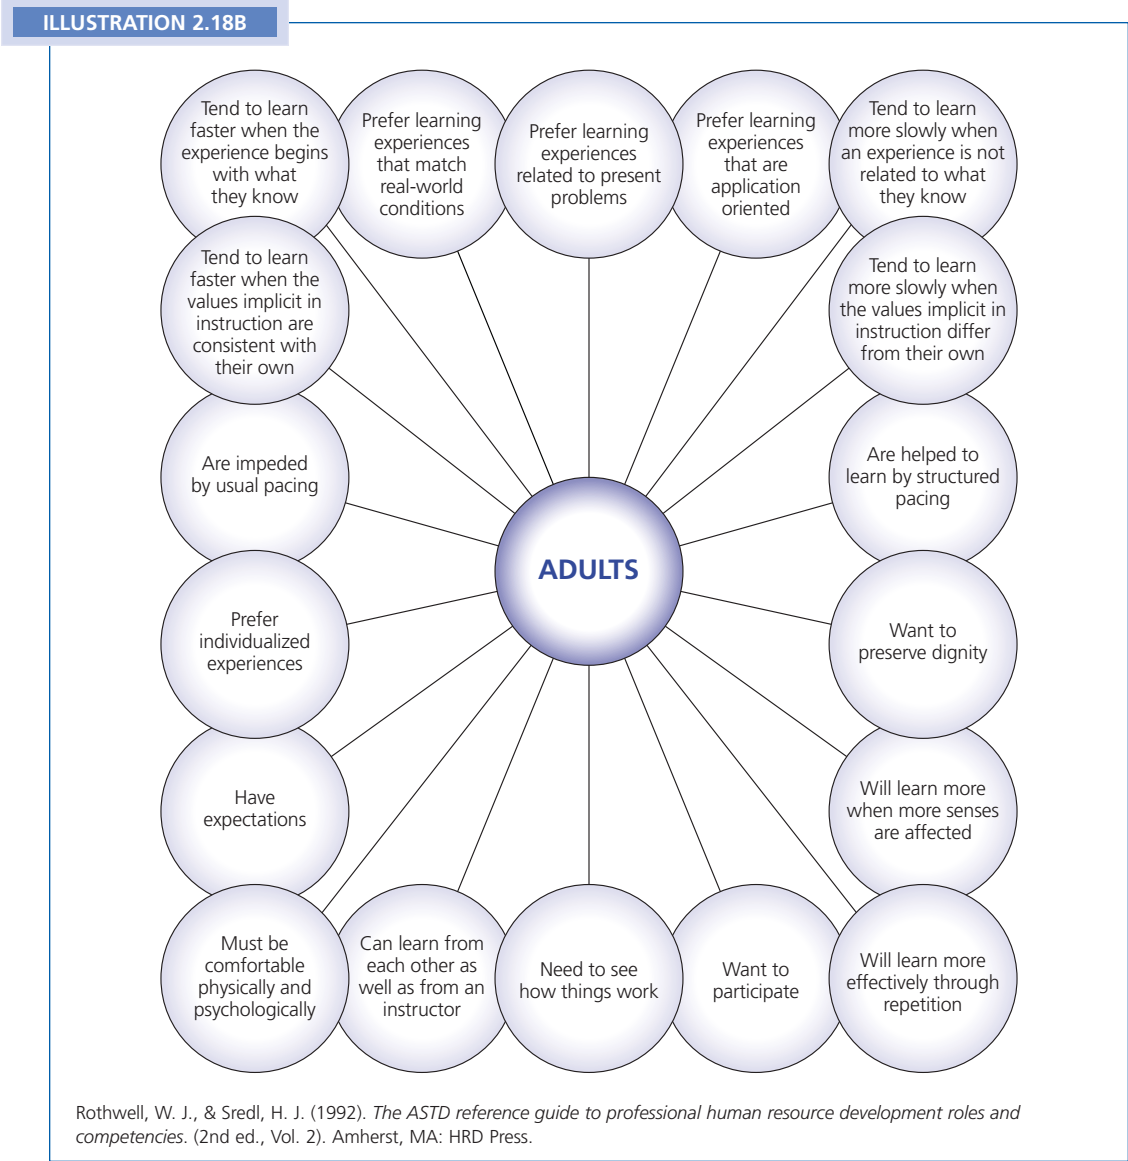 ILLUSTRATION 2.18B
Tend to learn
faster when the
experience begins
with what
they know
Prefer learning
experiences
that match
real-world
conditions
Prefer learning
experiences
related to present
problems
Prefer learning
experiences
that are
application
oriented
Tend to learn
more slowly when
an experience is not
related to what
they know
Tend to learn
faster when the
values implicit in
instruction are
consistent with
their own
Tend to learn
more slowly when
the values implicit in
instruction differ
from their own
Are impeded
by usual pacing
Are helped to
learn by structured
pacing
ADULTS
Prefer
individualized
experiences
Want to
preserve dignity
Have
expectations
Will learn more
when more senses
are affected
Must be
comfortable
physically and
psychologically
Can learn from
each other as
well as from an
instructor
Need to see
how things work
Want to
participate
Will learn more
effectively through
repetition
Rothwell, W. J., & Sredl, H. J. (1992). The ASTD reference guide to professional human resource development roles and
competencies. (2nd ed., Vol. 2). Amherst, MA: HRD Press.